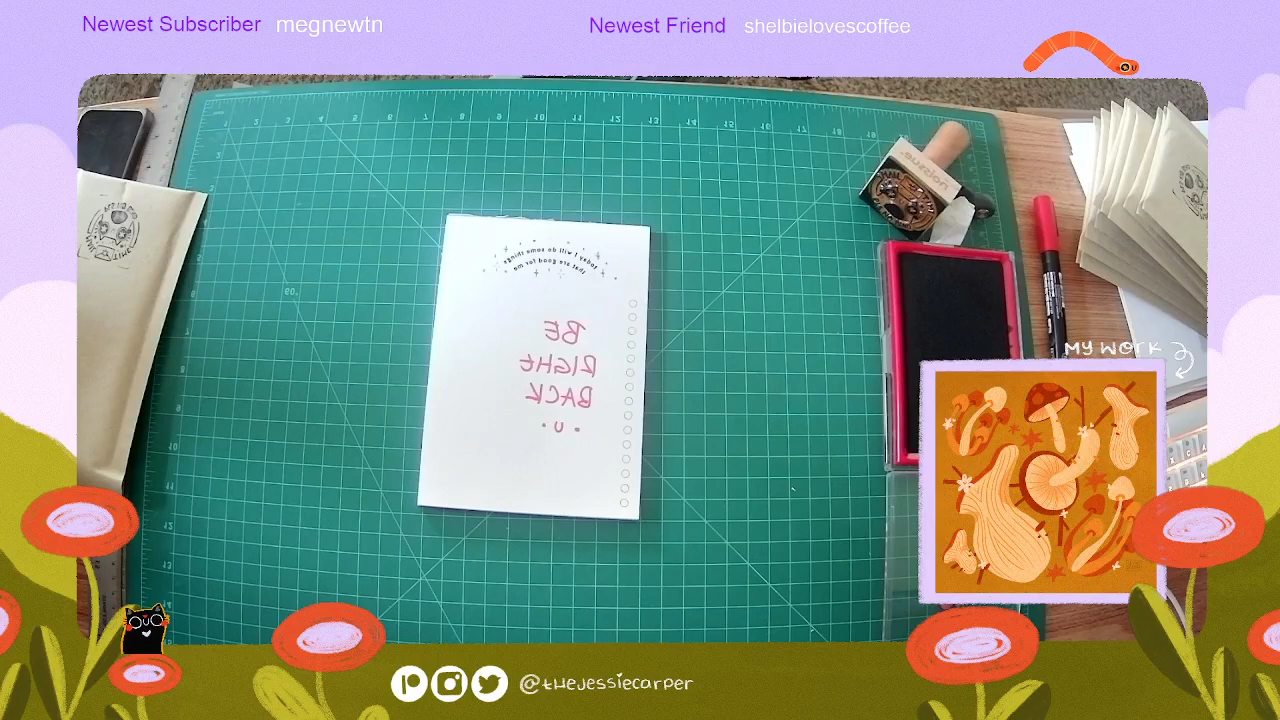 Newest Subscriber megnewtn
Newest Friend shelbielovescoffee
noissue.
today I will do some things
that are good for me
BE
RIGHT
BACK
MY WORK
@THEJESSIECARPER